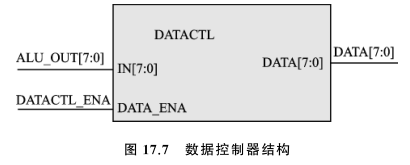 DATACTL
ALU_OUT[7:0]
IN[7:0]
DATA[7:0]
DATA[7:0]
DATACTL_ENA
DATA_ENA
图 17.7 数据控制器结构